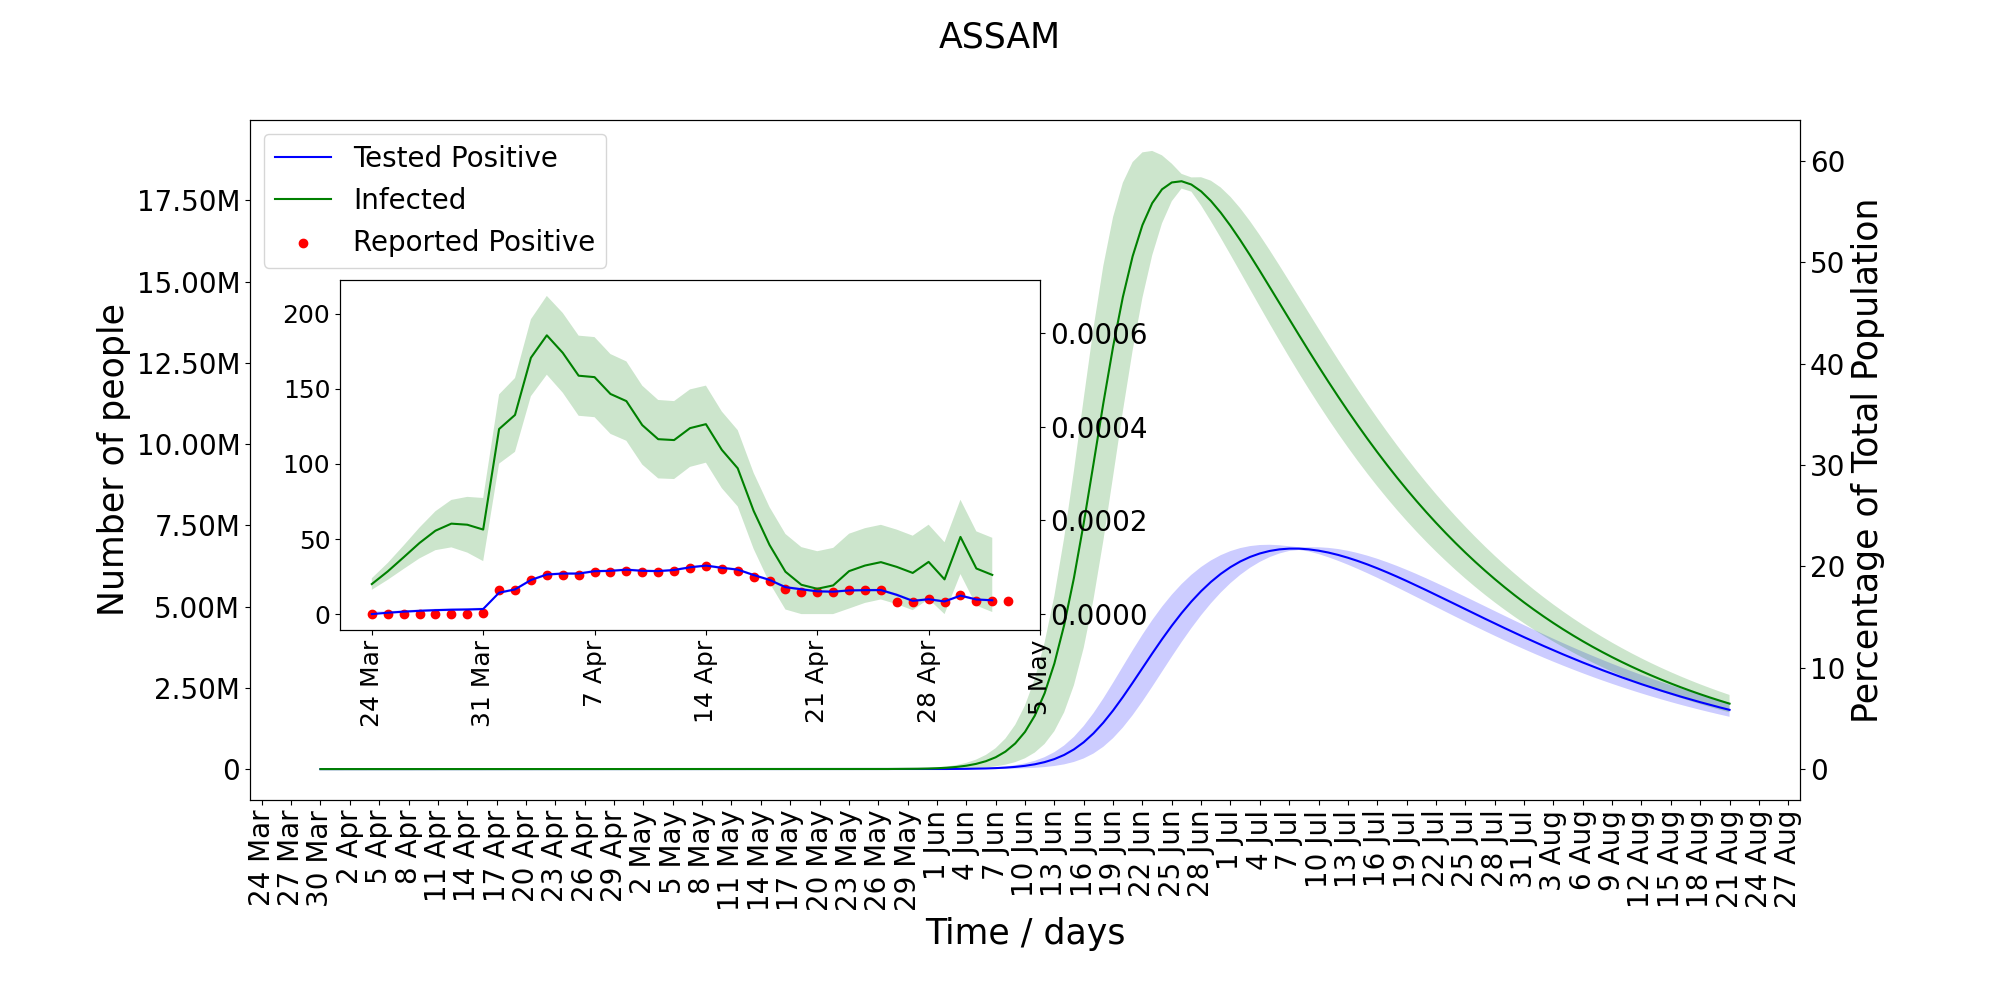 ASSAM
Tested Positive
Infected
Reported Positive
Number of people
17.50M
15.00M
12.50M
10.00M
7.50M
5.00M
2.50M
0
200
150
100
50
0
0.0006
0.0004
0.0002
0.0000
24 Mar
31 Mar
7 Apr
14 Apr
21 Apr
28 Apr
5 May
60
50
40
30
20
10
0
Percentage of Total Population
24 Mar
27 Mar
30 Mar
2 Apr
5 Apr
8 Apr
11 Apr
14 Apr
17 Apr
20 Apr
23 Apr
26 Apr
29 Apr
2 May
5 May
8 May
11 May
14 May
17 May
20 May
23 May
26 May
29 May
1 Jun
4 Jun
7 Jun
10 Jun
13 Jun
16 Jun
19 Jun
22 Jun
25 Jun
28 Jun
1 Jul
4 Jul
7 Jul
10 Jul
13 Jul
16 Jul
19 Jul
22 Jul
25 Jul
28 Jul
31 Jul
3 Aug
6 Aug
9 Aug
12 Aug
15 Aug
18 Aug
21 Aug
24 Aug
27 Aug
Time / days